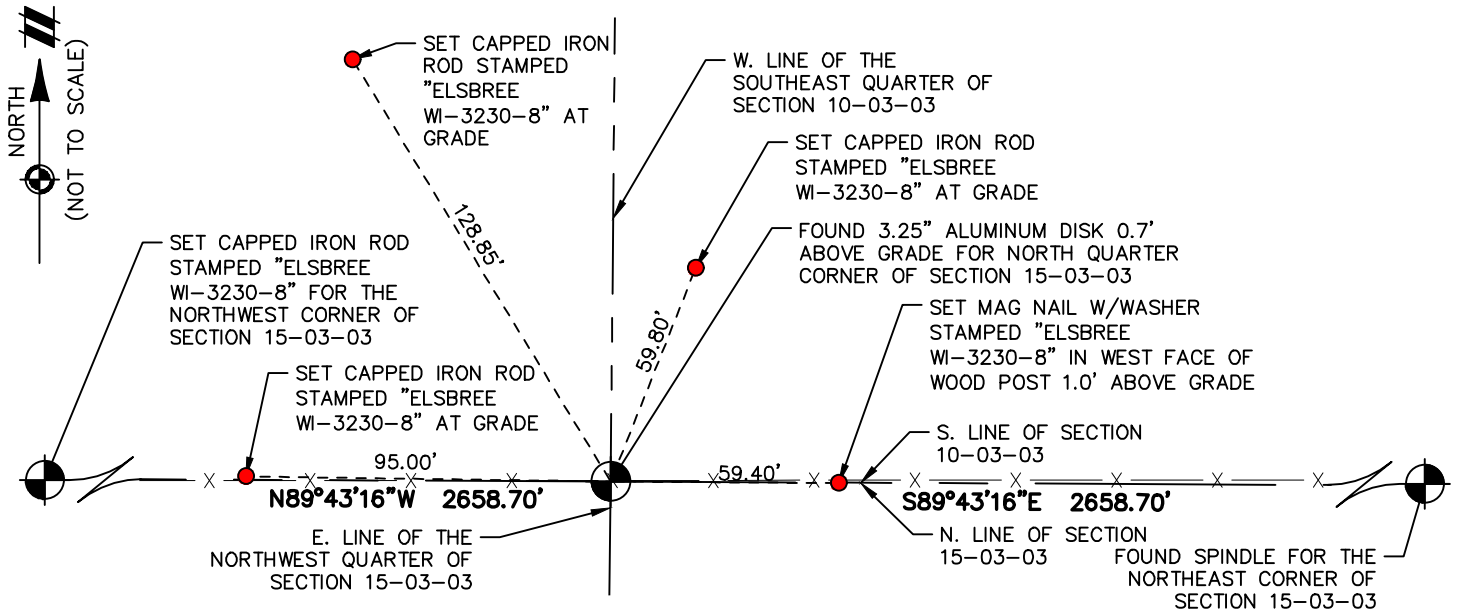 NORTH
(NOT TO SCALE)
SET CAPPED IRON
ROD STAMPED
"ELSBREE
WI-3230-8" AT
GRADE
W. LINE OF THE
SOUTHEAST QUARTER OF
SECTION 10-03-03
SET CAPPED IRON ROD
STAMPED "ELSBREE
WI-3230-8" AT GRADE
128.85'
59.80'
FOUND 3.25" ALUMINUM DISK 0.7'
ABOVE GRADE FOR NORTH QUARTER
CORNER OF SECTION 15-03-03
SET CAPPED IRON ROD
STAMPED "ELSBREE
WI-3230-8" FOR THE
NORTHWEST CORNER OF
SECTION 15-03-03
SET MAG NAIL W/WASHER
STAMPED "ELSBREE
WI-3230-8" IN WEST FACE OF
WOOD POST 1.0' ABOVE GRADE
SET CAPPED IRON ROD
STAMPED "ELSBREE
WI-3230-8" AT GRADE
S. LINE OF SECTION
10-03-03
95.00'
59.40'
N89°43'16"W 2658.70'
S89°43'16"E 2658.70'
E. LINE OF THE
NORTHWEST QUARTER OF
SECTION 15-03-03
N. LINE OF SECTION
15-03-03
FOUND SPINDLE FOR THE
NORTHEAST CORNER OF
SECTION 15-03-03